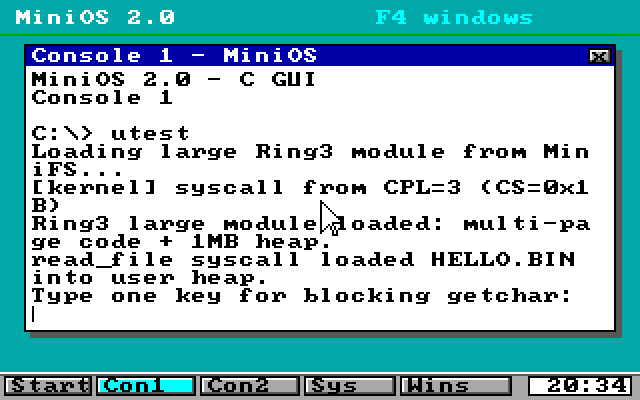 MiniOS 2.0 F4 windows
Console 1 - MiniOS
MiniOS 2.0 - C GUI
Console 1
C:\> utest
Loading large Ring3 module from Min
iFS...
[kernel] syscall from CPL=3 (CS=0x1
B)
Ring3 large module loaded: multi-pa
ge code + 1MB heap.
read_file syscall loaded HELLO.BIN
into user heap.
Type one key for blocking getchar:
Start Con1 Con2 Sys Wins 20:34